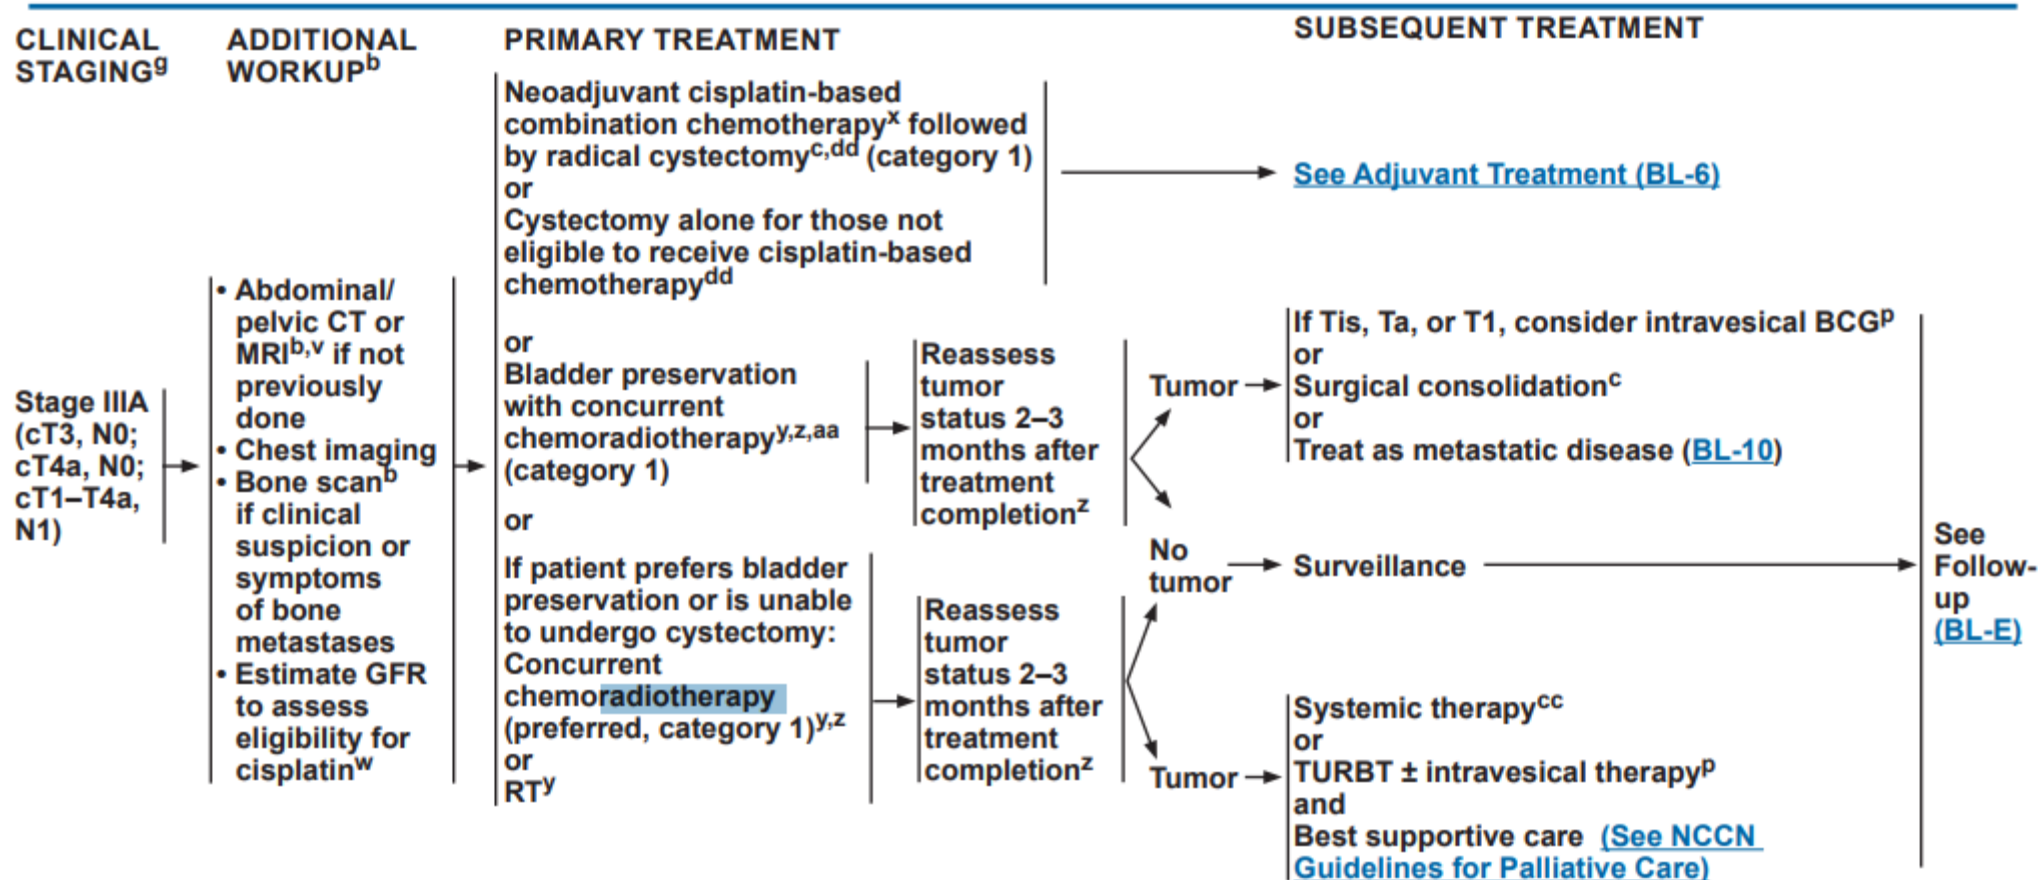 CLINICAL
STAGINGg
ADDITIONAL
WORKUPb
PRIMARY TREATMENT
SUBSEQUENT TREATMENT
Stage IIIA
(cT3, N0;
cT4a, N0;
cT1–T4a,
N1)
• Abdominal/
pelvic CT or
MRIb,v if not
previously
done
• Chest imaging
• Bone scanb
if clinical
suspicion or
symptoms
of bone
metastases
• Estimate GFR
to assess
eligibility for
cisplatinw
Neoadjuvant cisplatin-based
combination chemotherapyx followed
by radical cystectomyc,dd (category 1)
or
Cystectomy alone for those not
eligible to receive cisplatin-based
chemotherapydd
or
Bladder preservation
with concurrent
chemoradiotherapyy,z,aa
(category 1)
or
If patient prefers bladder
preservation or is unable
to undergo cystectomy:
Concurrent
chemoradiotherapy
(preferred, category 1)y,z
or
RTy
See Adjuvant Treatment (BL-6)
Reassess
tumor
status 2–3
months after
treatment
completionz
Tumor
If Tis, Ta, or T1, consider intravesical BCGp
or
Surgical consolidationc
or
Treat as metastatic disease (BL-10)
No
tumor
Surveillance
Reassess
tumor
status 2–3
months after
treatment
completionz
Tumor
Systemic therapycc
or
TURBT ± intravesical therapyp
and
Best supportive care (See NCCN
Guidelines for Palliative Care)
See
Follow-
up
(BL-E)